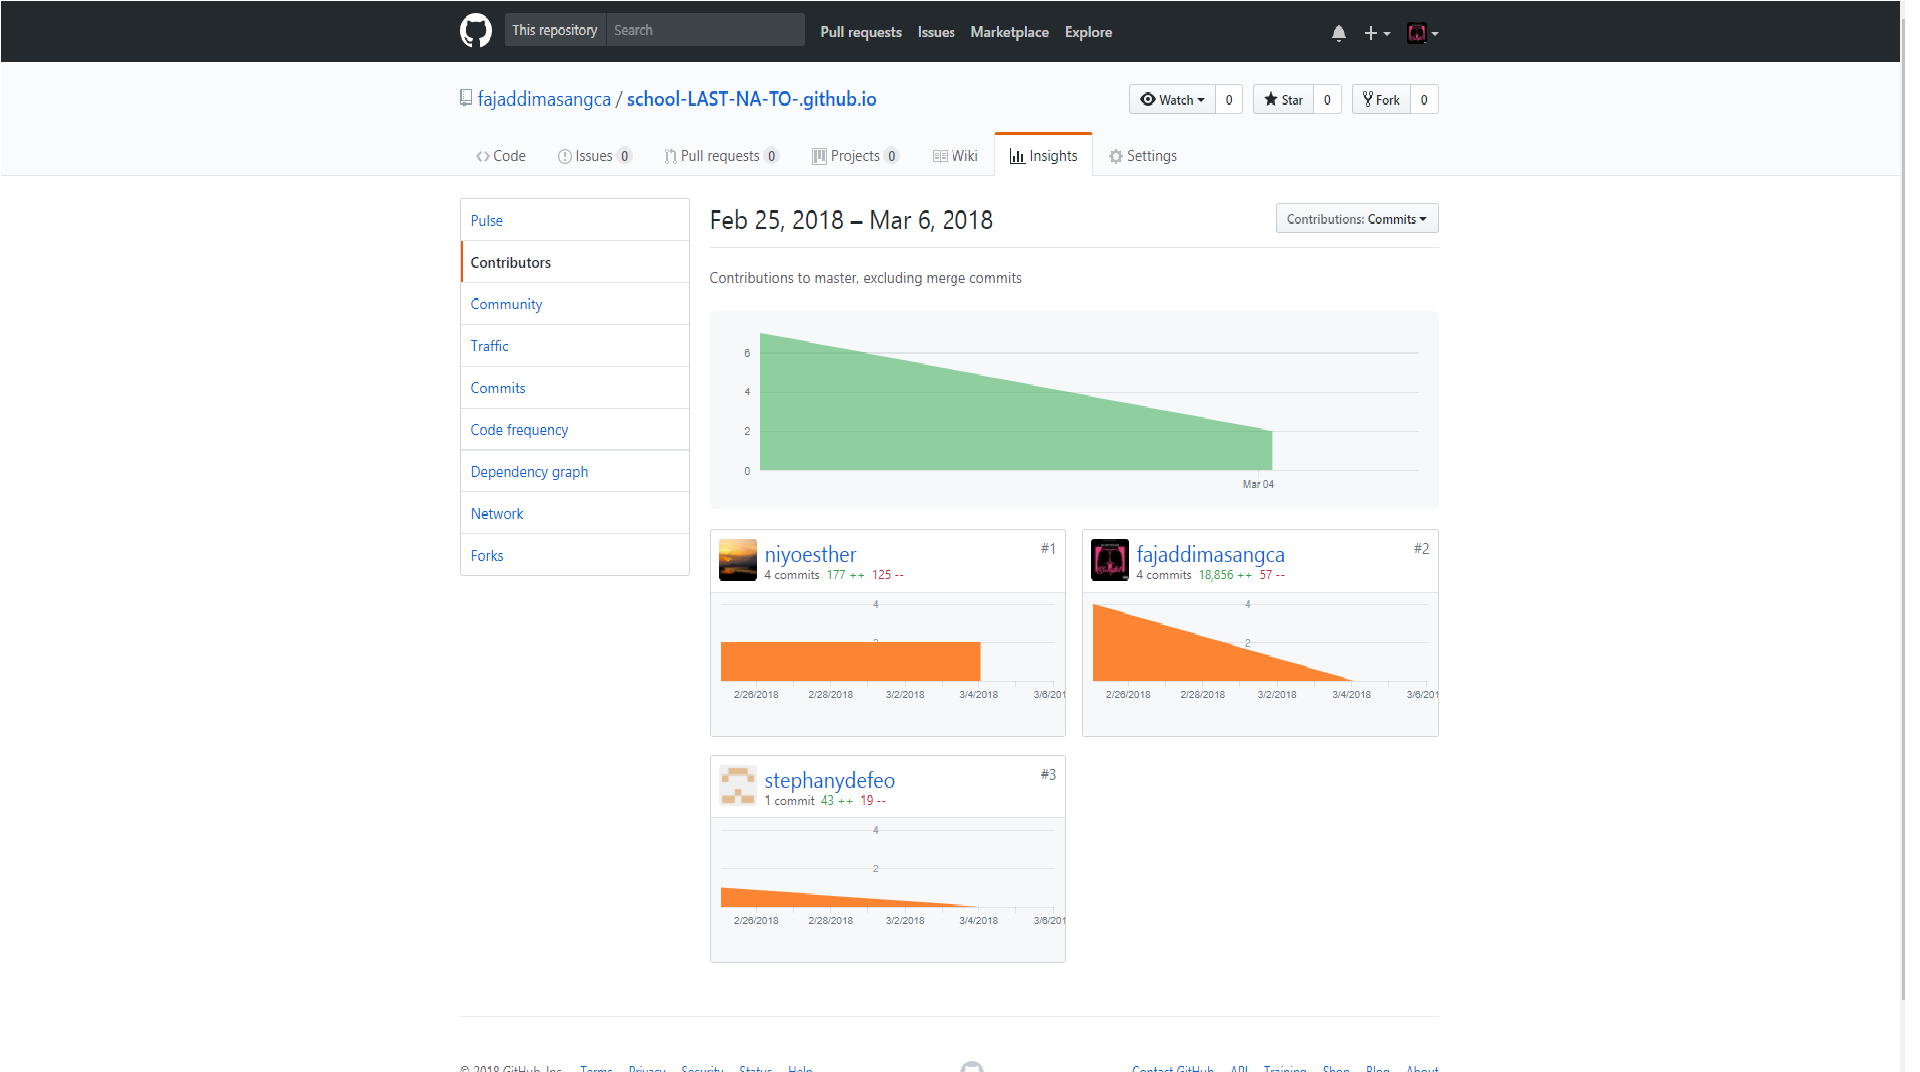 This repository Search Pull requests Issues Marketplace Explore
fajaddimasangca / school-LAST-NA-TO-.github.io Watch 0 Star 0 Fork 0
Code Issues 0 Pull requests 0 Projects 0 Wiki Insights Settings
Pulse
Contributors
Community
Traffic
Commits
Code frequency
Dependency graph
Network
Forks
Feb 25, 2018 – Mar 6, 2018 Contributions: Commits
Contributions to master, excluding merge commits
6
4
2
0
Mar 04
niyoesther #1
4 commits 177 ++ 125 --
4
2/26/2018 2/28/2018 3/2/2018 3/4/2018 3/6/201
fajaddimasangca #2
4 commits 18,856 ++ 57 --
4
2
2/26/2018 2/28/2018 3/2/2018 3/4/2018 3/6/201
stephanydefeo #3
1 commit 43 ++ 19 --
4
2
2/26/2018 2/28/2018 3/2/2018 3/4/2018 3/6/201
© 2018 GitHub, Inc. Terms Privacy Security Status Help Contact GitHub API Training Shop Blog About